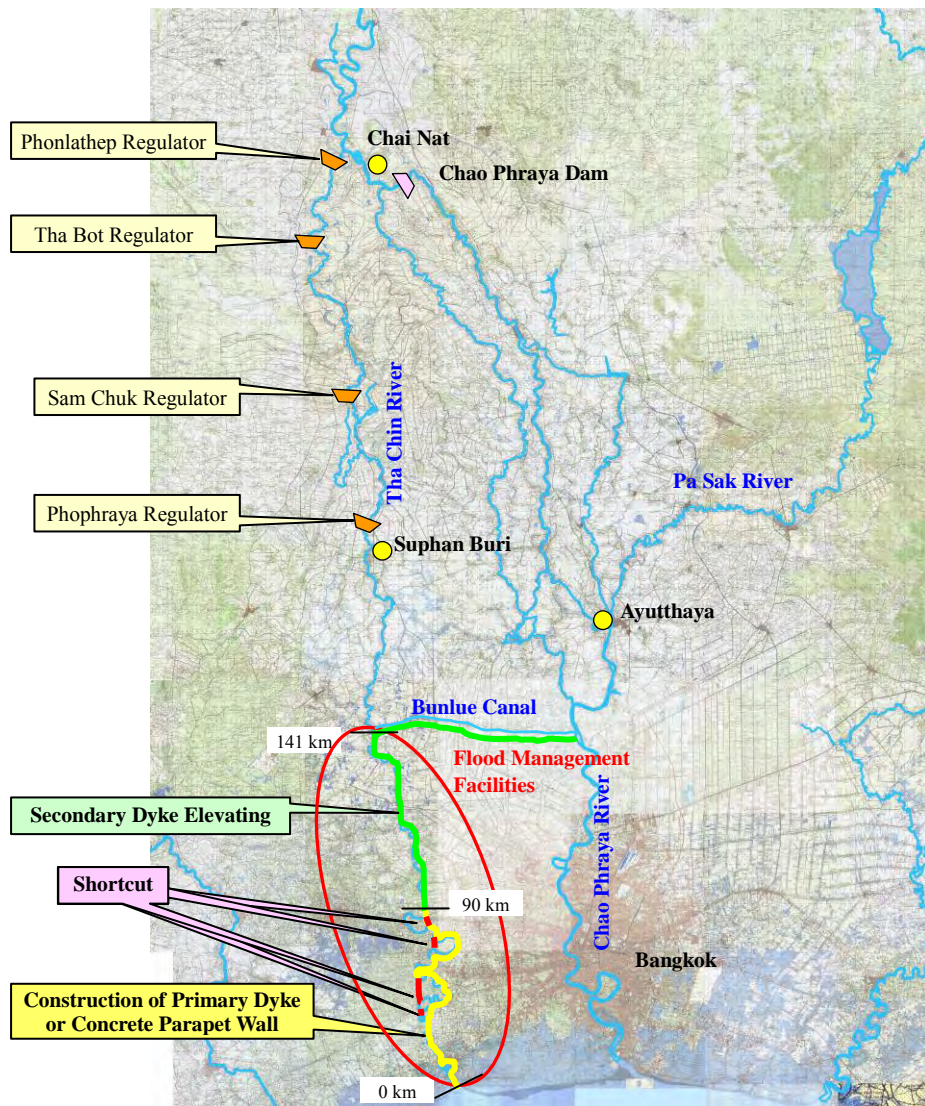 Phonlathep Regulator
Chai Nat
Chao Phraya Dam
Tha Bot Regulator
Sam Chuk Regulator
Tha Chin River
Pa Sak River
Phophraya Regulator
Suphan Buri
Ayutthaya
Bunlue Canal
141 km
Flood Management
Facilities
Secondary Dyke Elevating
Chao Phraya River
Shortcut
90 km
Bangkok
Construction of Primary Dyke
or Concrete Parapet Wall
0 km